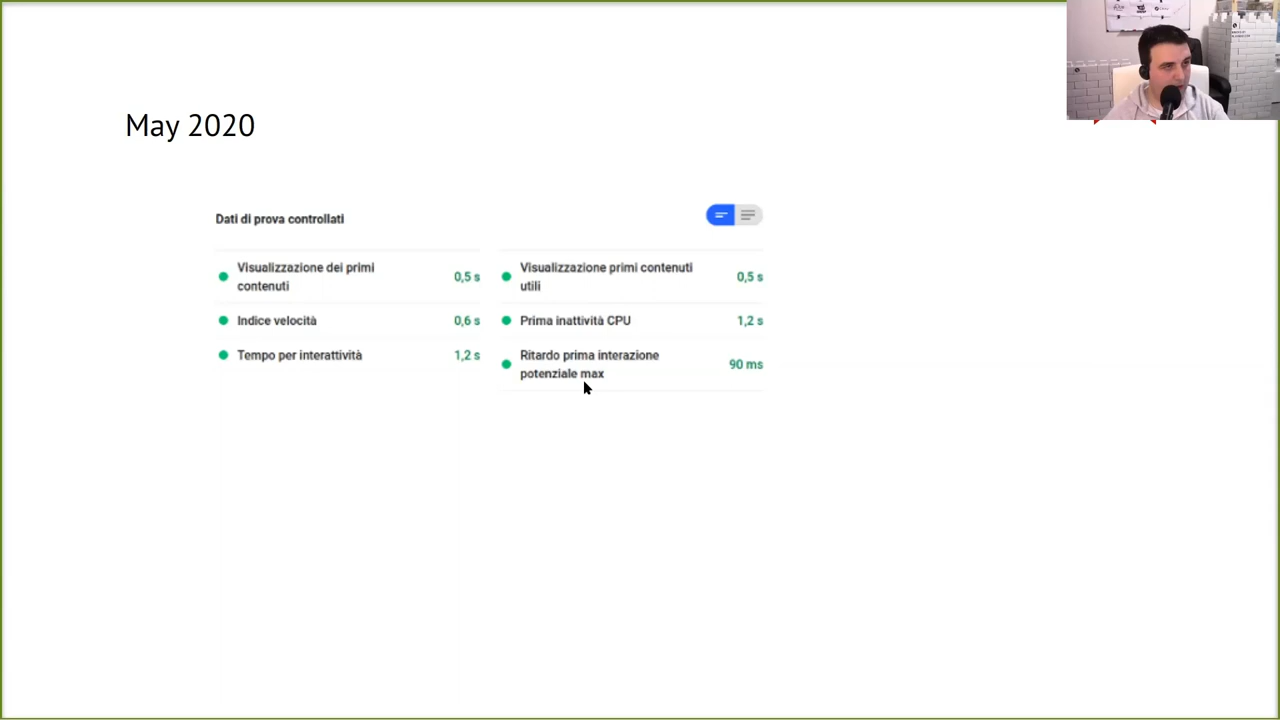 May 2020
Dati di prova controllati
Visualizzazione dei primi
contenuti
0,5 s
Visualizzazione primi contenuti
utili
0,5 s
Indice velocità
0,6 s
Prima inattività CPU
1,2 s
Tempo per interattività
1,2 s
Ritardo prima interazione
potenziale max
90 ms